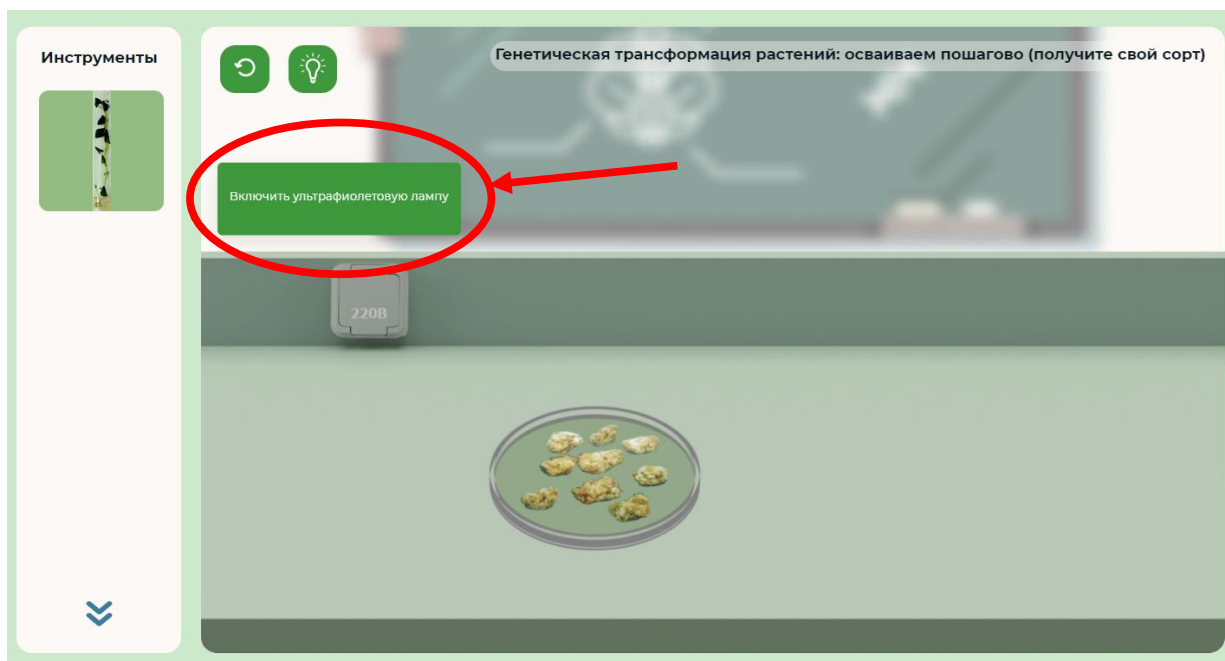 Инструменты
Генетическая трансформация растений: осваиваем пошагово (получите свой сорт)
Включить ультрафиолетовую лампу
220В